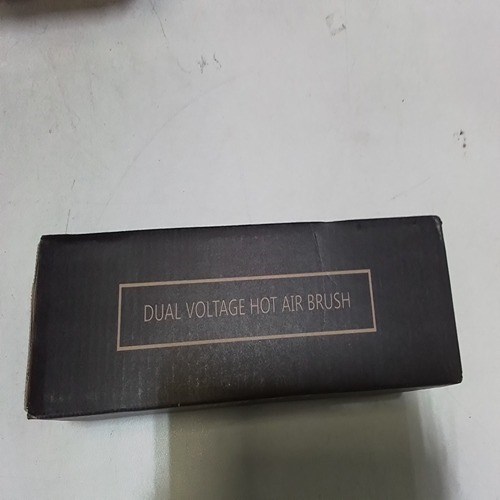 DUAL VOLTAGE HOT AIR BRUSH